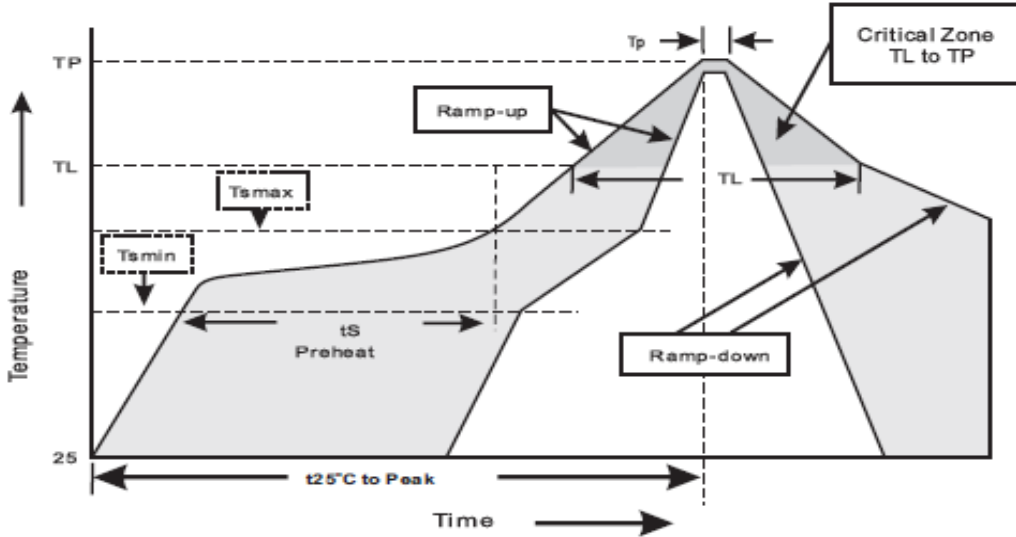 Tp
Critical Zone
TL to TP
TP
Ramp-up
TL
TL
Tsmax
Tsmin
Temperature
tS
Preheat
Ramp-down
25
t25˚C to Peak
Time